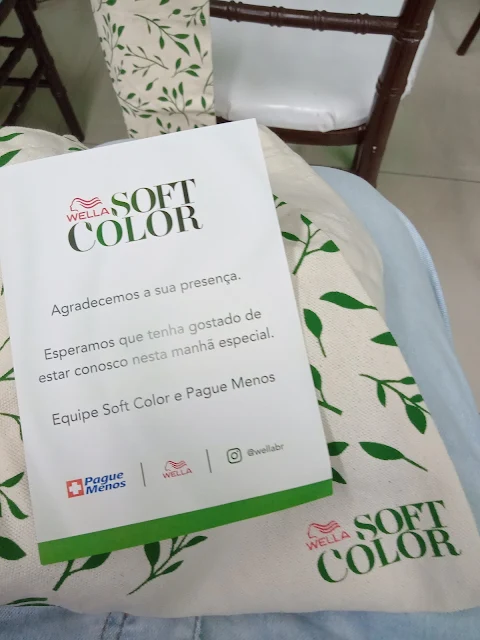 WELLA SOFT
COLOR
Agradecemos a sua presença.
Esperamos que tenha gostado de
estar conosco nesta manhã especial.
Equipe Soft Color e Pague Menos
Pague Menos WELLA @wellabr
WELLA SOFT
COLOR